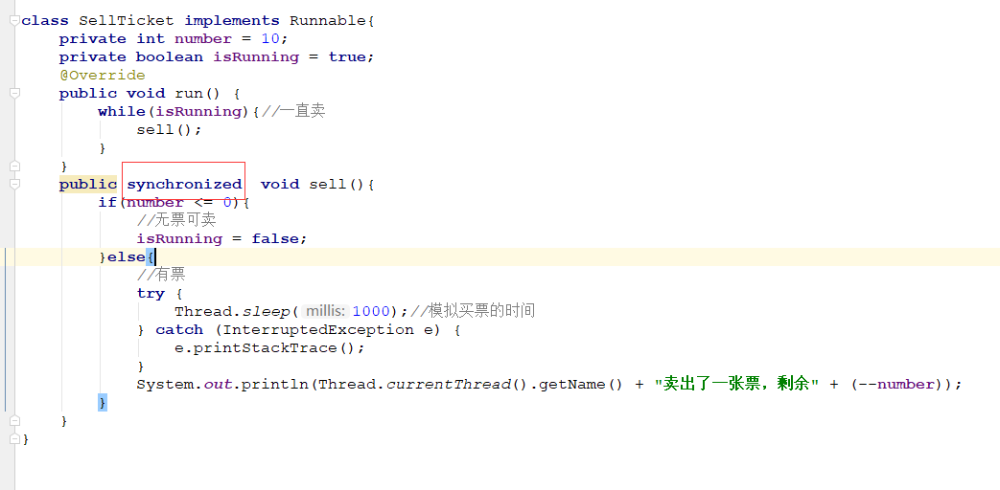 class SellTicket implements Runnable{
    private int number = 10;
    private boolean isRunning = true;
    @Override
    public void run() {
        while(isRunning){//一直卖
            sell();
        }
    }
    public synchronized  void sell(){
        if(number <= 0){
            //无票可卖
            isRunning = false;
        }else{
            //有票
            try {
                Thread.sleep( millis: 1000);//模拟买票的时间
            } catch (InterruptedException e) {
                e.printStackTrace();
            }
            System.out.println(Thread.currentThread().getName() + "卖出了一张票，剩余" + (--number));
        }
    }
}